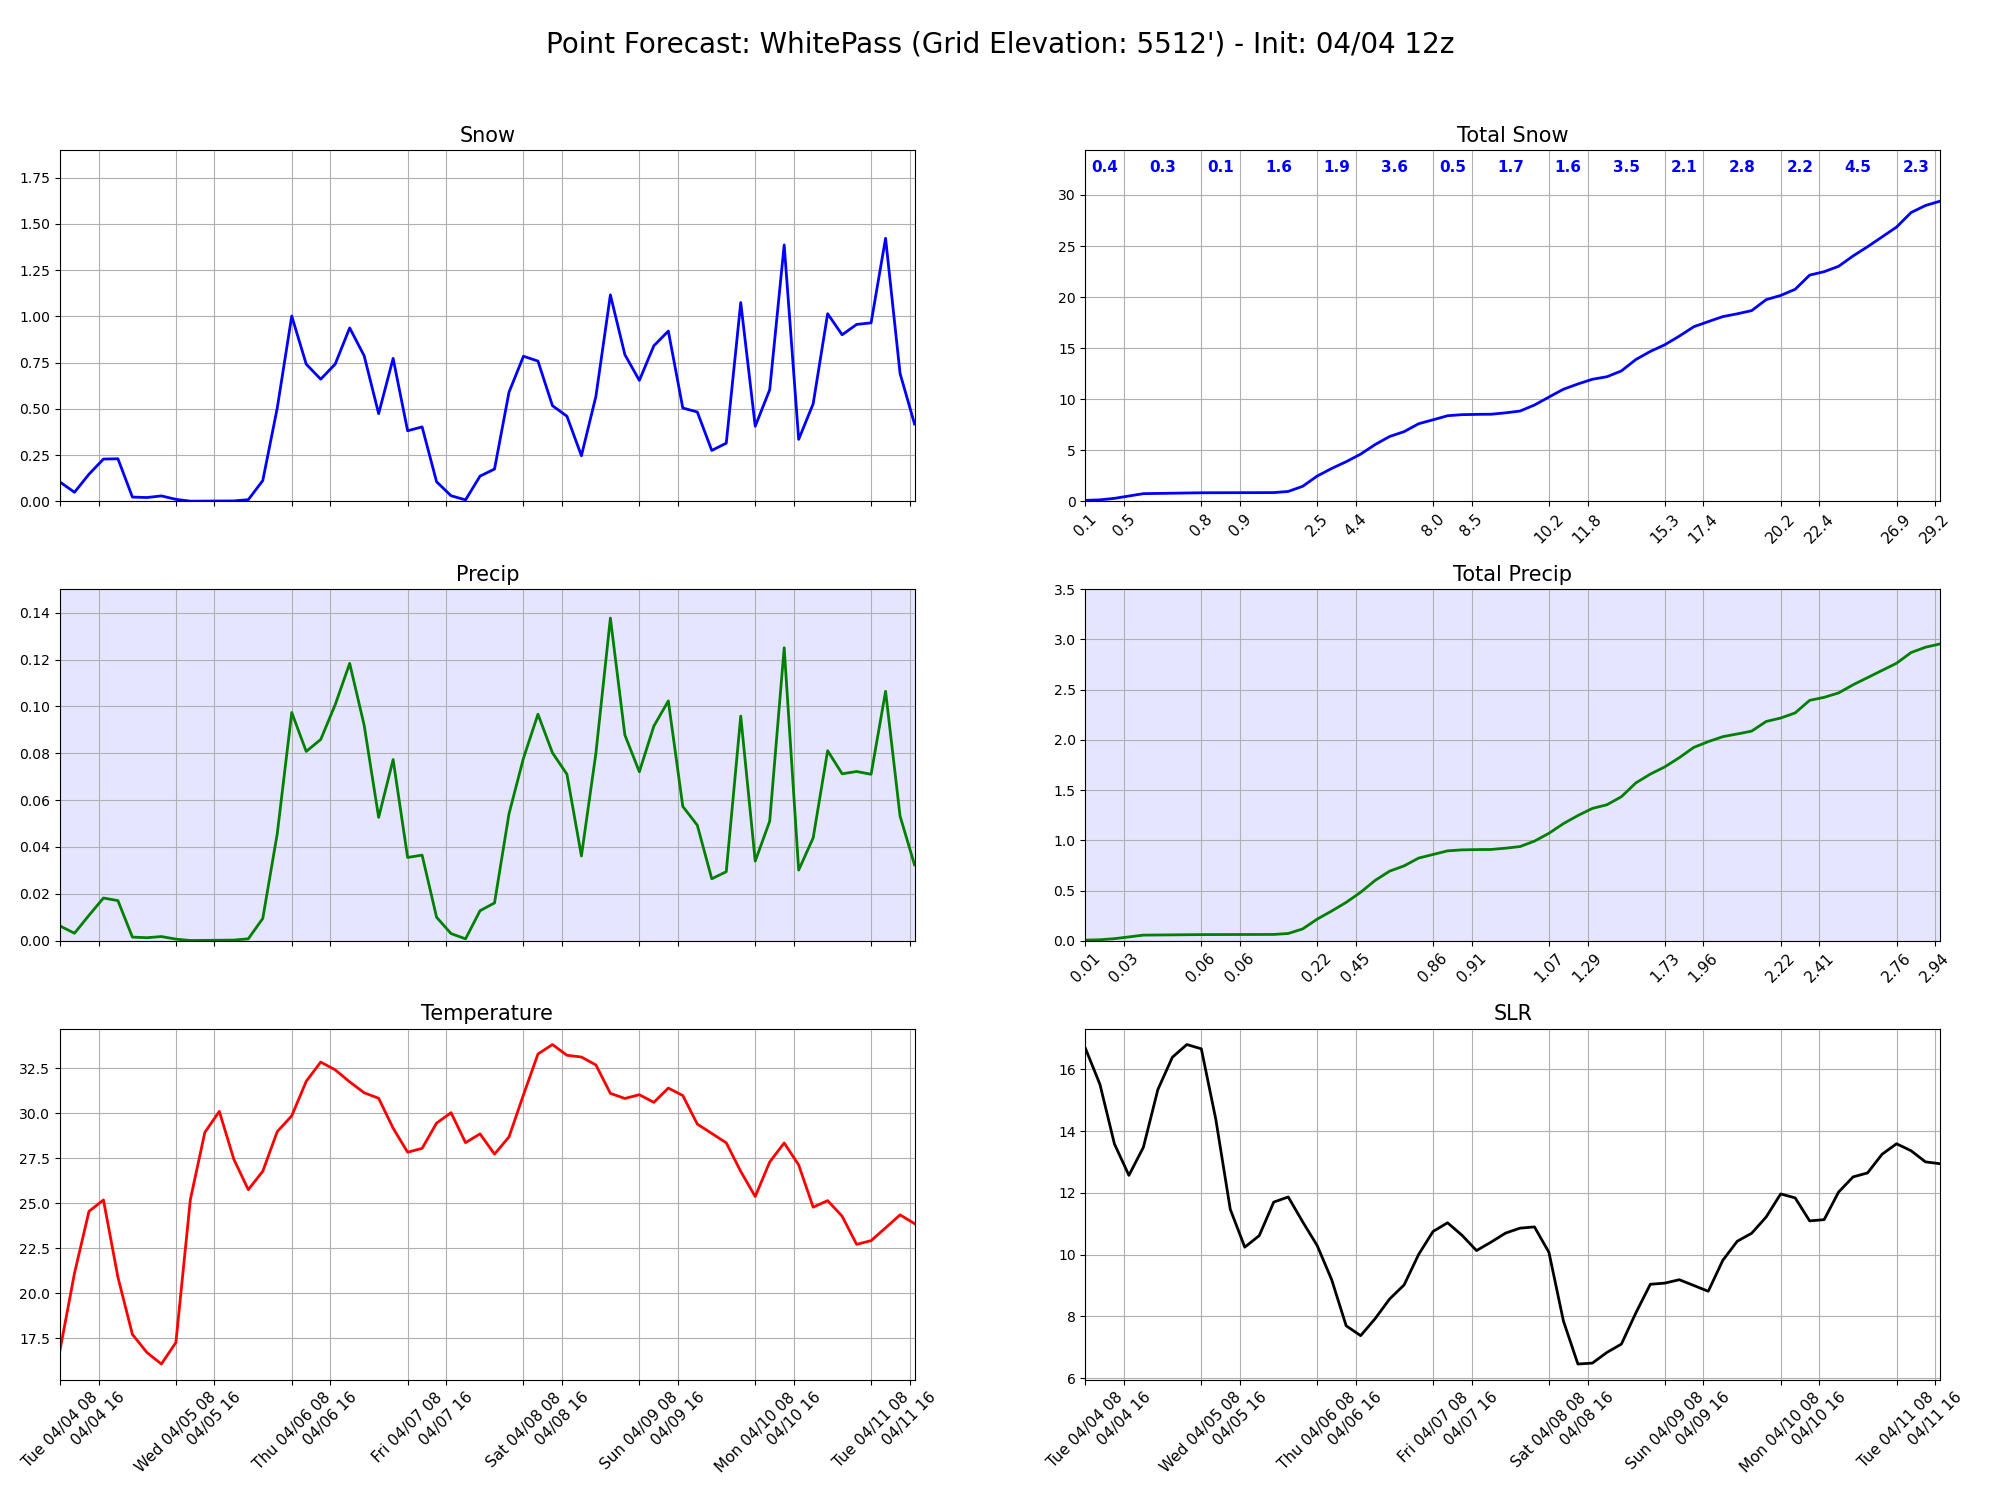 Point Forecast: WhitePass (Grid Elevation: 5512') - Init: 04/04 12z
Snow
1.75
1.50
1.25
1.00
0.75
0.50
0.25
0.00
Total Snow
0.4 0.3 0.1 1.6 1.9 3.6 0.5 1.7 1.6 3.5 2.1 2.8 2.2 4.5 2.3
30
25
20
15
10
5
0
0.1 0.5 0.8 0.9 2.5 4.4 8.0 8.5 10.2 11.8 15.3 17.4 20.2 22.4 26.9 29.2
Precip
0.14
0.12
0.10
0.08
0.06
0.04
0.02
0.00
Total Precip
3.5
3.0
2.5
2.0
1.5
1.0
0.5
0.0
0.01 0.03 0.06 0.06 0.22 0.45 0.86 0.91 1.07 1.29 1.73 1.96 2.22 2.41 2.76 2.94
Temperature
32.5
30.0
27.5
25.0
22.5
20.0
17.5
Tue 04/04 08
04/04 16
Wed 04/05 08
04/05 16
Thu 04/06 08
04/06 16
Fri 04/07 08
04/07 16
Sat 04/08 08
04/08 16
Sun 04/09 08
04/09 16
Mon 04/10 08
04/10 16
Tue 04/11 08
04/11 16
SLR
16
14
12
10
8
6
Tue 04/04 08
04/04 16
Wed 04/05 08
04/05 16
Thu 04/06 08
04/06 16
Fri 04/07 08
04/07 16
Sat 04/08 08
04/08 16
Sun 04/09 08
04/09 16
Mon 04/10 08
04/10 16
Tue 04/11 08
04/11 16